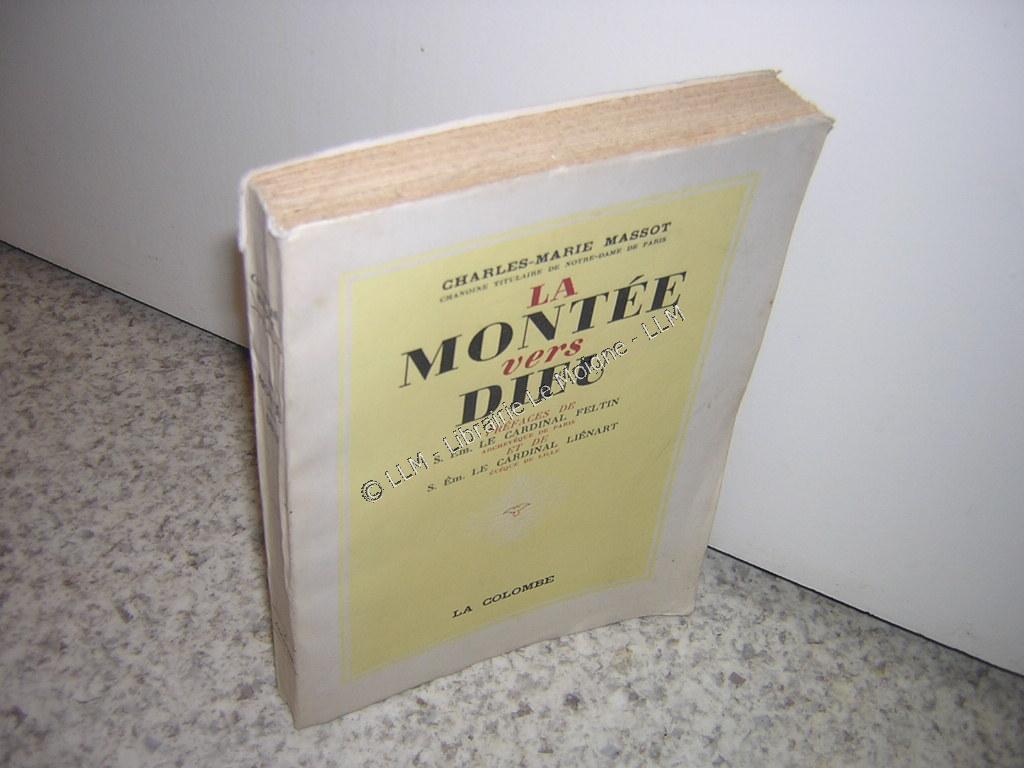 CHARLES-MARIE MASSOT
CHANOINE TITULAIRE DE NOTRE-DAME DE PARIS
LA
MONTÉE
vers
DIEU
PRÉFACES DE
S. Ém. LE CARDINAL FELTIN
ARCHEVÊQUE DE PARIS
ET DE
S. Ém. LE CARDINAL LIÉNART
ÉVÊQUE DE LILLE
LA COLOMBE
© LLM - Librairie Le Moione - LLM